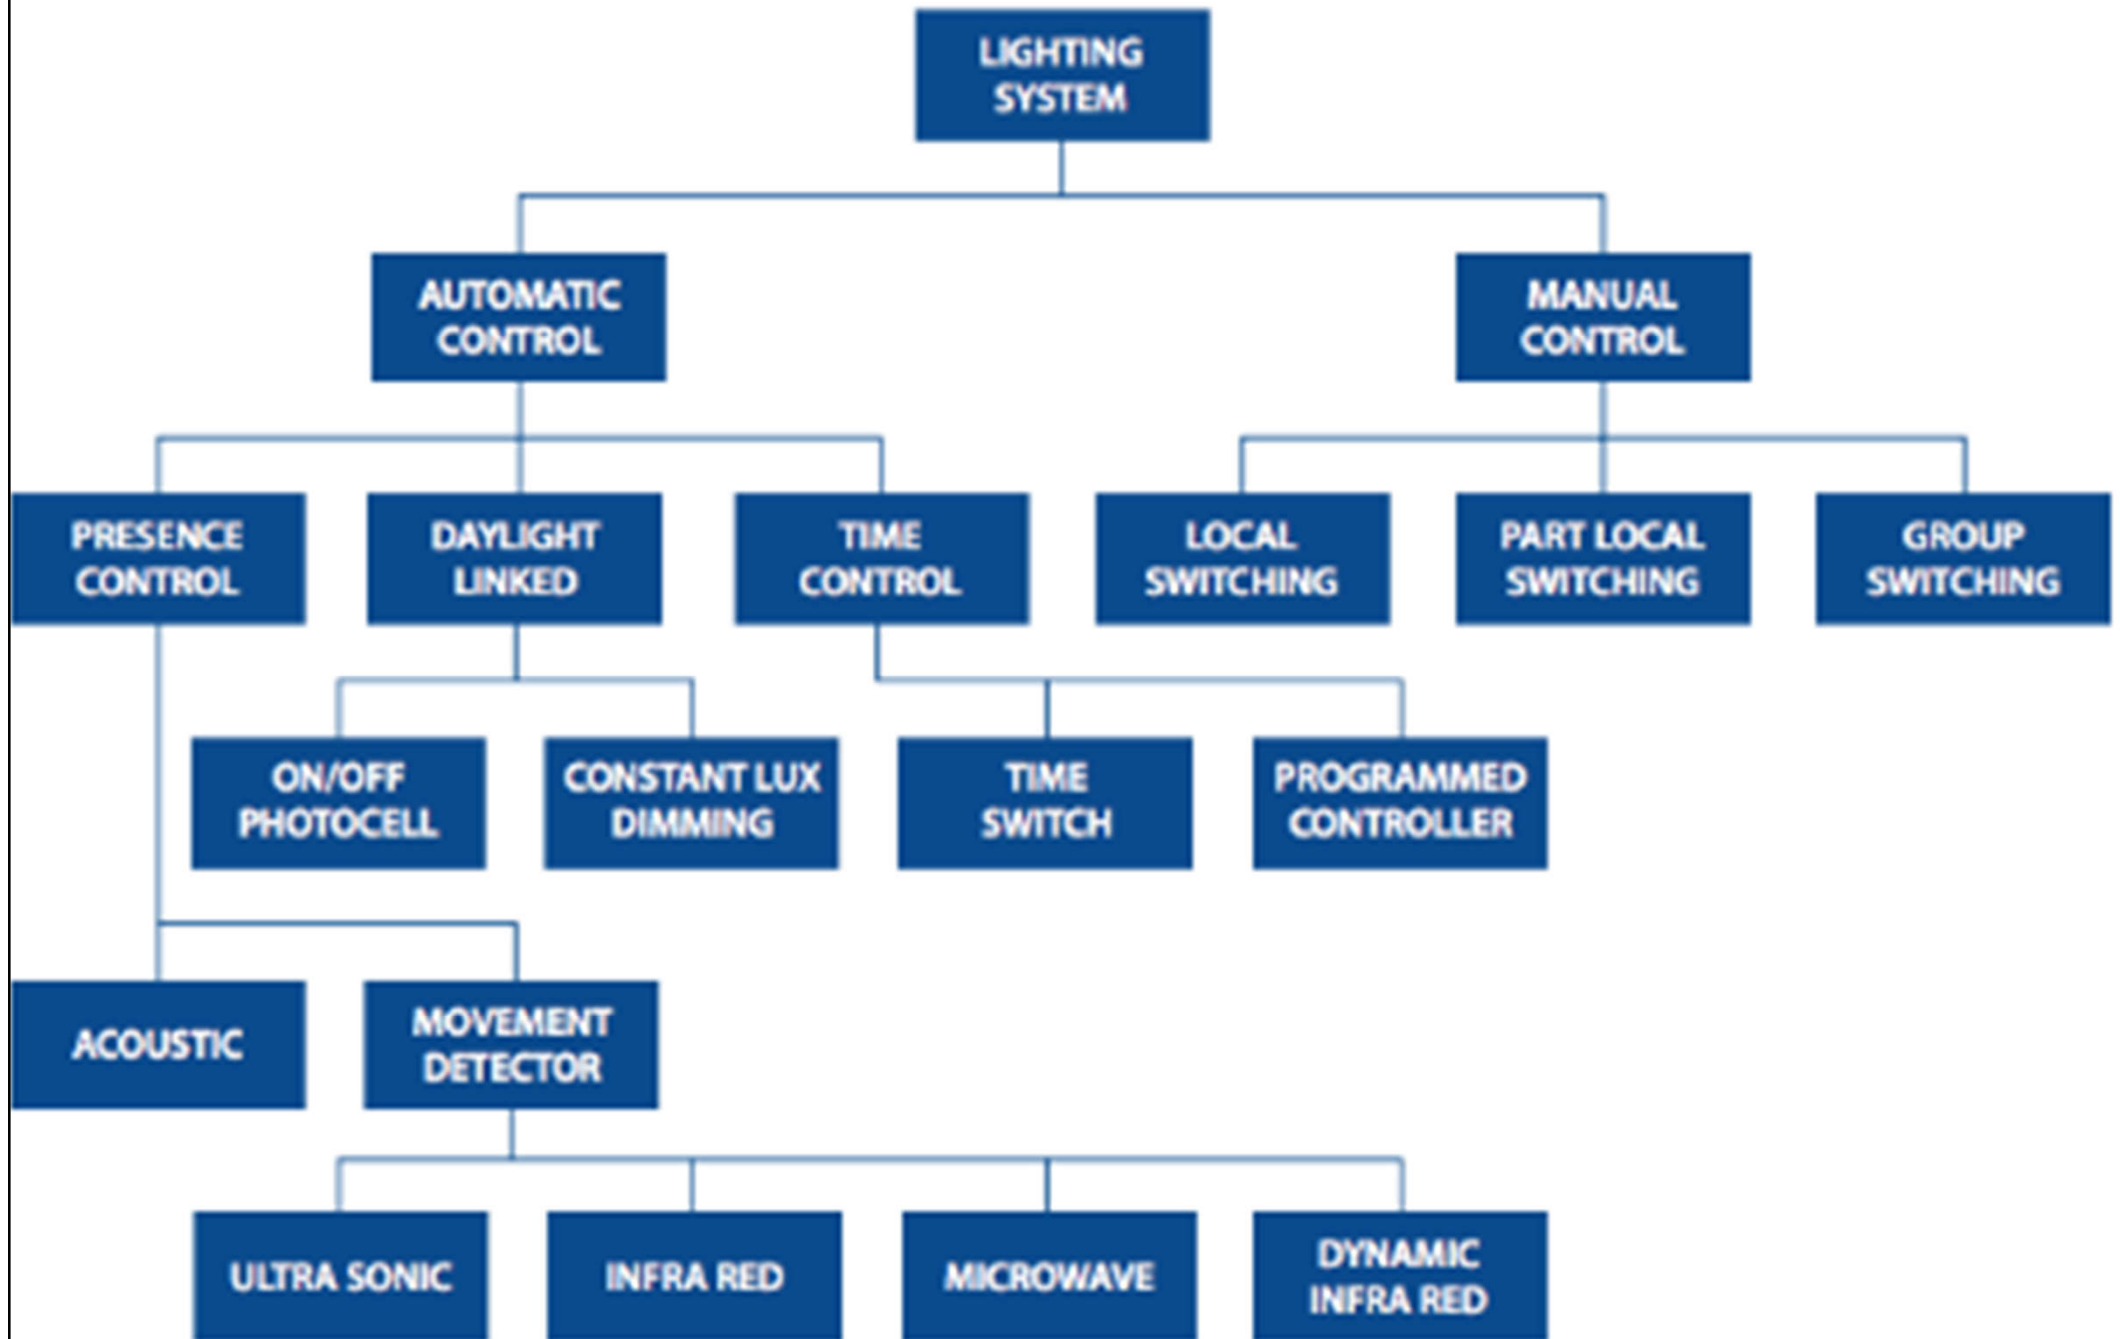 LIGHTING
SYSTEM
AUTOMATIC
CONTROL
MANUAL
CONTROL
PRESENCE
CONTROL
DAYLIGHT
LINKED
TIME
CONTROL
LOCAL
SWITCHING
PART LOCAL
SWITCHING
GROUP
SWITCHING
ON/OFF
PHOTOCELL
CONSTANT LUX
DIMMING
TIME
SWITCH
PROGRAMMED
CONTROLLER
ACOUSTIC
MOVEMENT
DETECTOR
ULTRA SONIC
INFRA RED
MICROWAVE
DYNAMIC
INFRA RED